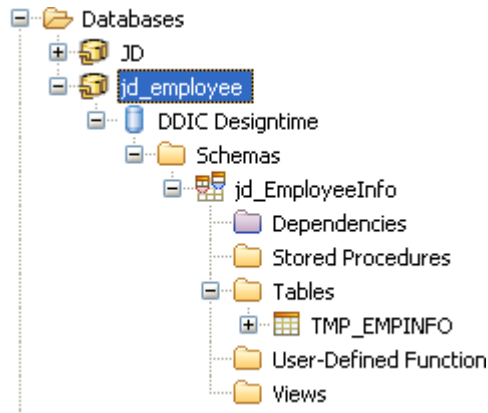 Databases
JD
jd_employee
DDIC Designtime
Schemas
jd_EmployeeInfo
Dependencies
Stored Procedures
Tables
TMP_EMPINFO
User-Defined Function
Views